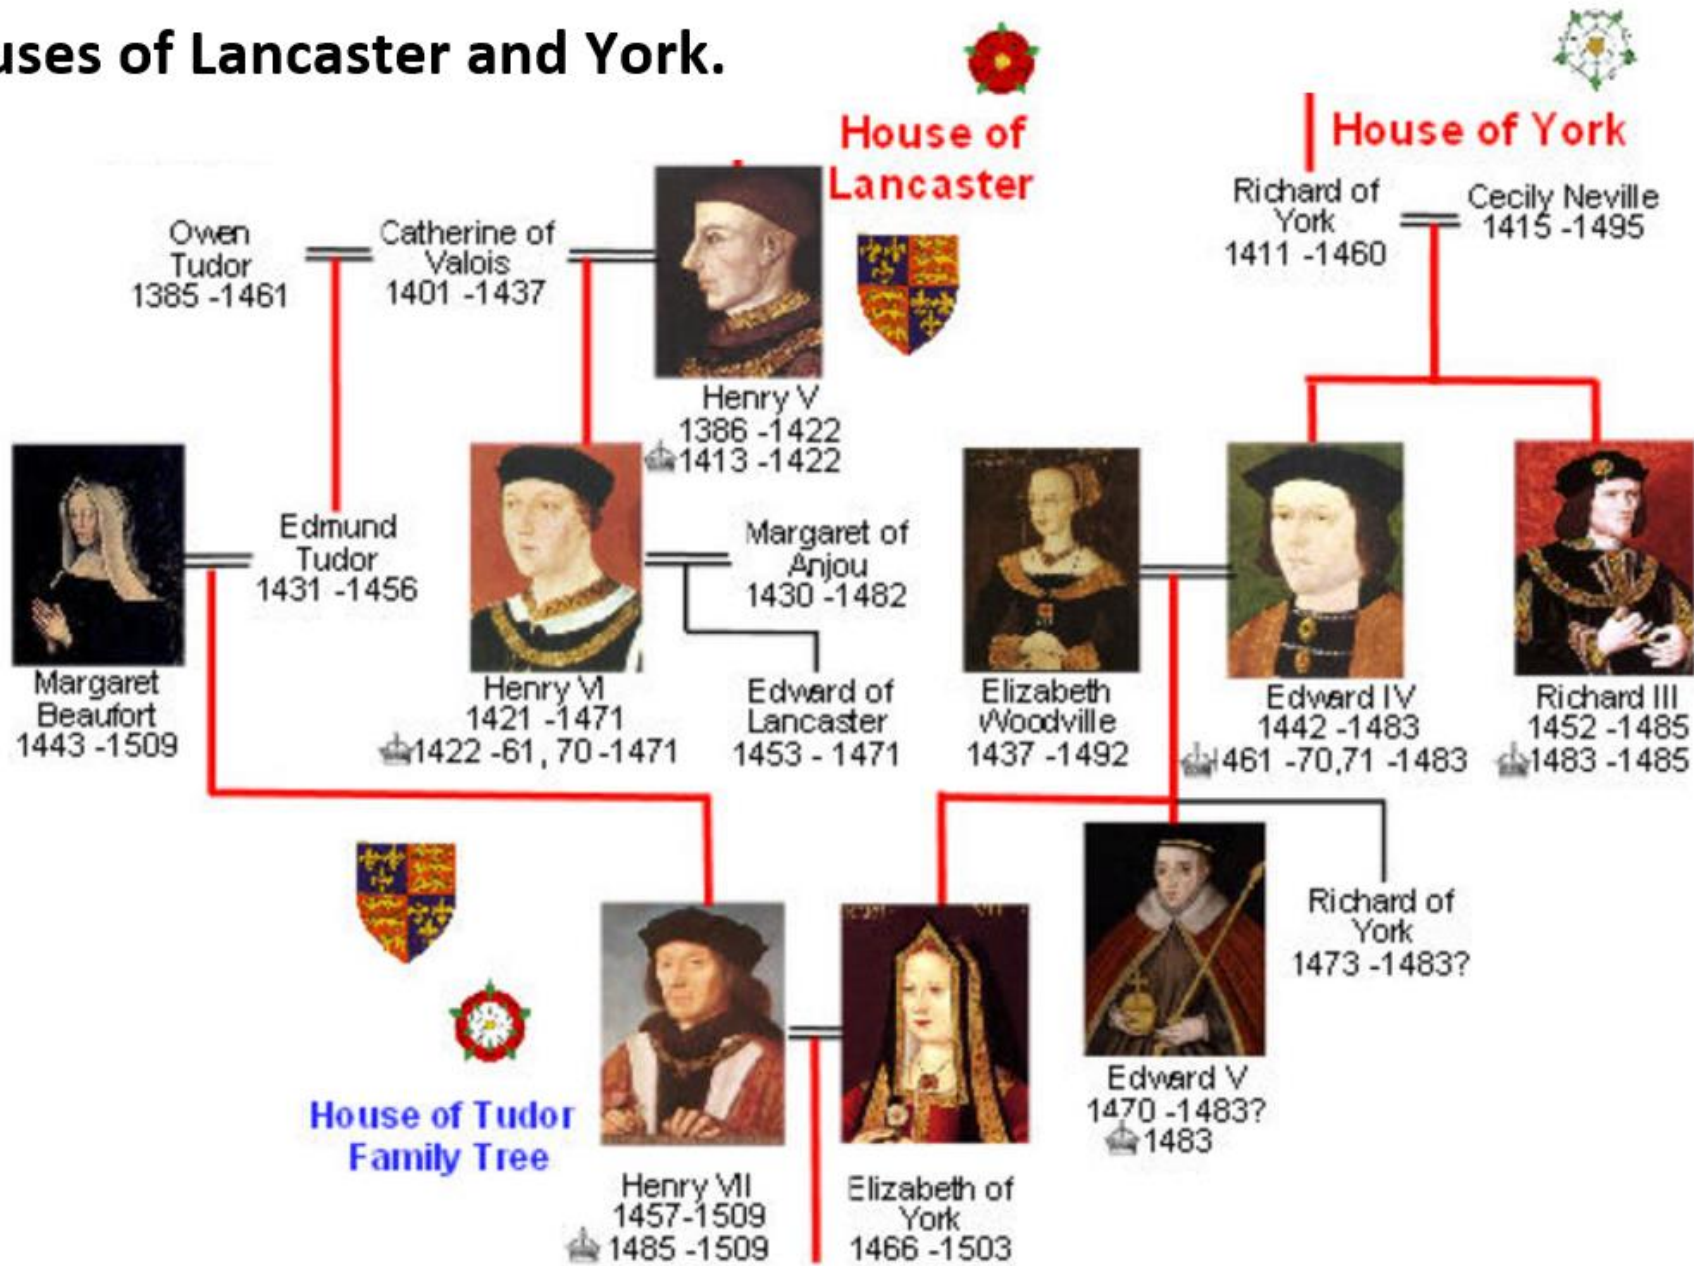 uses of Lancaster and York.
House of
Lancaster
House of York
Owen
Tudor
1385 -1461
Catherine of
Valois
1401 -1437
Henry V
1386 -1422
1413 -1422
Richard of
York
1411 -1460
Cecily Neville
1415 -1495
Margaret
Beaufort
1443 -1509
Edmund
Tudor
1431 -1456
Henry VI
1421 -1471
1422 -61, 70 -1471
Margaret of
Anjou
1430 -1482
Edward of
Lancaster
1453 - 1471
Elizabeth
Woodville
1437 -1492
Edward IV
1442 -1483
1461 -70,71 -1483
Richard III
1452 -1485
1483 -1485
House of Tudor
Family Tree
Henry VII
1457-1509
1485 -1509
Elizabeth of
York
1466 -1503
Edward V
1470 -1483?
1483
Richard of
York
1473 -1483?